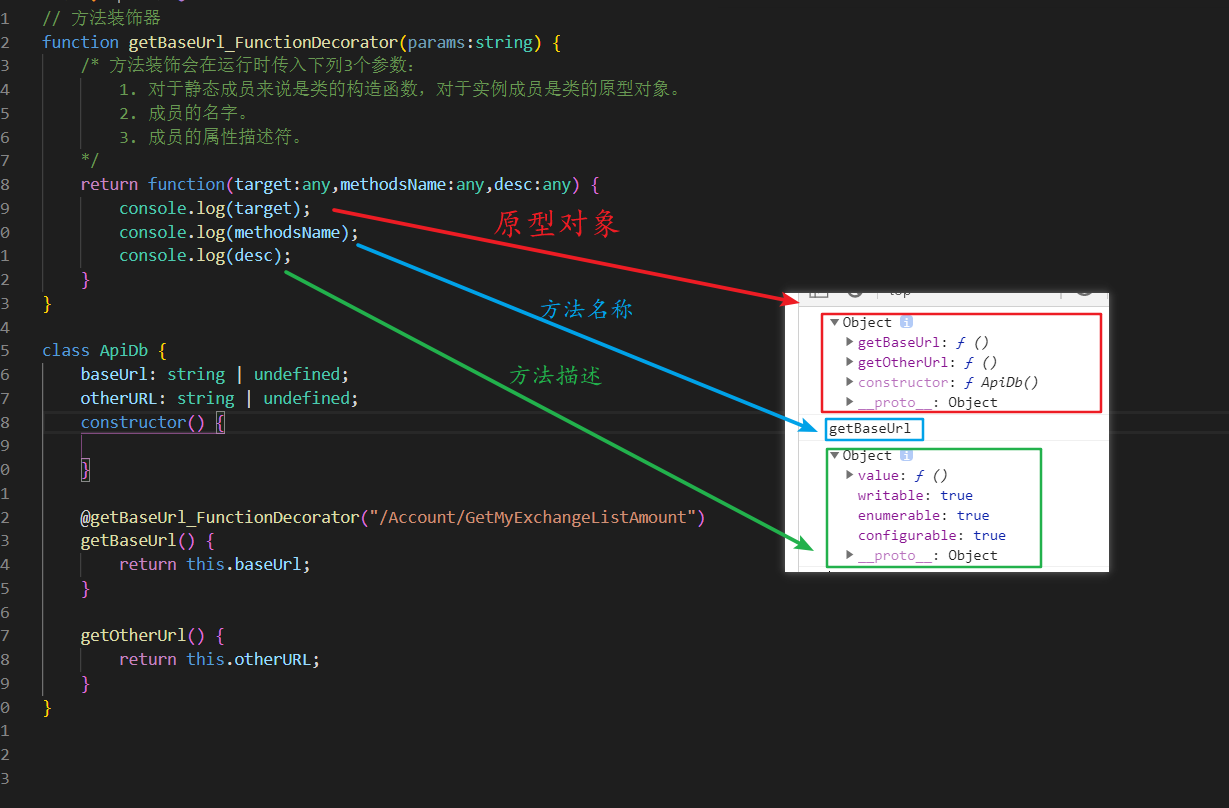 1 // 方法装饰器
2 function getBaseUrl_FunctionDecorator(params:string) {
3 /* 方法装饰会在运行时传入下列3个参数:
4 1. 对于静态成员来说是类的构造函数，对于实例成员是类的原型对象。
5 2. 成员的名字。
6 3. 成员的属性描述符。
7 */
8 return function(target:any,methodsName:any,desc:any) {
9 console.log(target);
0 console.log(methodsName);
1 console.log(desc);
2 }
3 }
4
5 class ApiDb {
6 baseUrl: string | undefined;
7 otherURL: string | undefined;
8 constructor() {
9
0 }
1
2 @getBaseUrl_FunctionDecorator("/Account/GetMyExchangeListAmount")
3 getBaseUrl() {
4 return this.baseUrl;
5 }
6
7 getOtherUrl() {
8 return this.otherURL;
9 }
0 }
1
2
3
原型对象
方法名称
方法描述
Object i
getBaseUrl: ƒ ()
getOtherUrl: ƒ ()
constructor: ƒ ApiDb()
__proto__: Object
getBaseUrl
Object i
value: ƒ ()
writable: true
enumerable: true
configurable: true
__proto__: Object